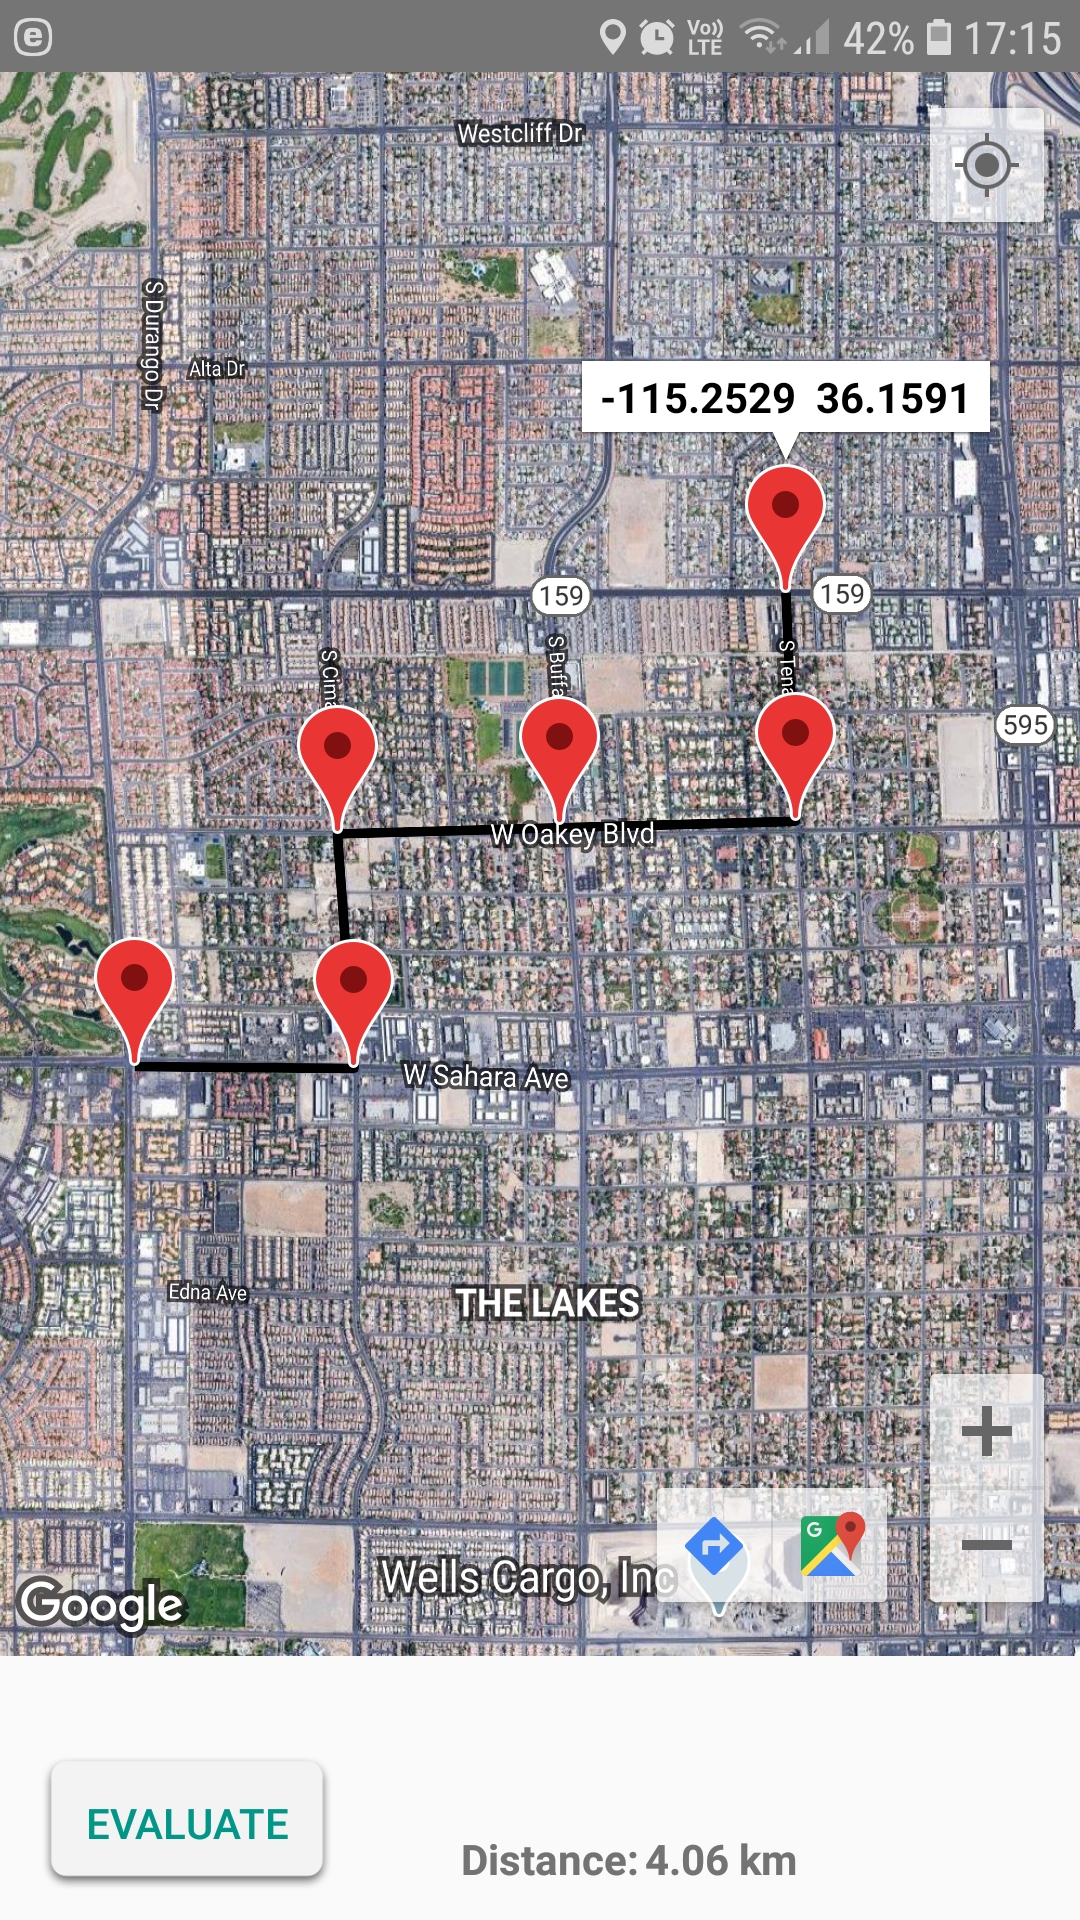 e Vo)) LTE 42% 17:15
Westcliff Dr
S Durango Dr
Alta Dr
-115.2529 36.1591
159
159
S Cima
S Buffa
S Tena
595
W Oakey Blvd
W Sahara Ave
Edna Ave
THE LAKES
G
Wells Cargo, Inc
Google
EVALUATE
Distance: 4.06 km